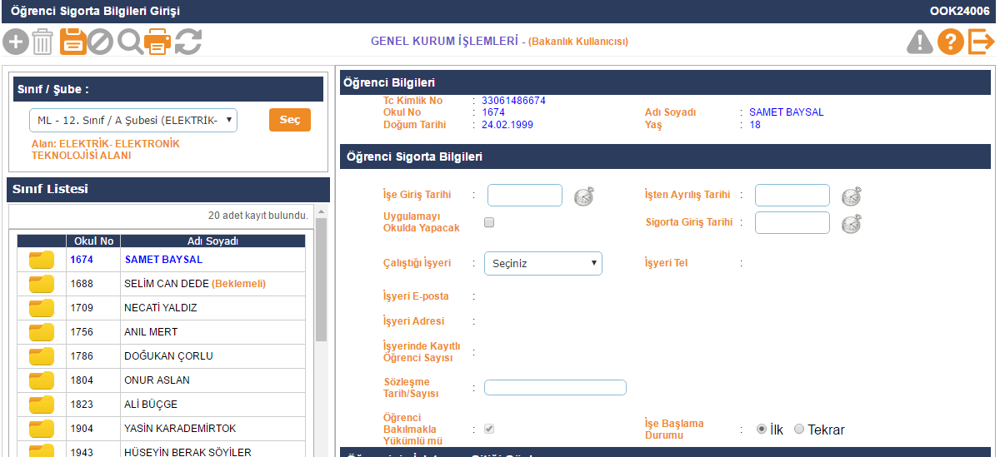 Öğrenci Sigorta Bilgileri Girişi
OOK24006
GENEL KURUM İŞLEMLERİ - (Bakanlık Kullanıcısı)
Sınıf / Şube :
ML - 12. Sınıf / A Şubesi (ELEKTRİK-
Seç
Alan: ELEKTRİK- ELEKTRONİK
TEKNOLOJİSİ ALANI
Sınıf Listesi
20 adet kayıt bulundu.
Okul No Adı Soyadı
1674 SAMET BAYSAL
1688 SELİM CAN DEDE (Beklemeli)
1709 NECATİ YALDIZ
1756 ANIL MERT
1786 DOĞUKAN ÇORLU
1804 ONUR ASLAN
1823 ALİ BÜÇGE
1904 YASİN KARADEMİRTOK
1943 HÜSEYİN BERAK SÖYİLER
Öğrenci Bilgileri
Tc Kimlik No : 33061486674
Okul No : 1674 Adı Soyadı : SAMET BAYSAL
Doğum Tarihi : 24.02.1999 Yaş : 18
Öğrenci Sigorta Bilgileri
İşe Giriş Tarihi : İşten Ayrılış Tarihi :
Uygulamayı
Okulda Yapacak : Sigorta Giriş Tarihi :
Çalıştığı İşyeri : Seçiniz İşyeri Tel :
İşyeri E-posta :
İşyeri Adresi :
İşyerinde Kayıtlı
Öğrenci Sayısı :
Sözleşme
Tarih/Sayısı :
Öğrenci
Bakılmakla
Yükümlü mü :
İşe Başlama
Durumu : İlk Tekrar